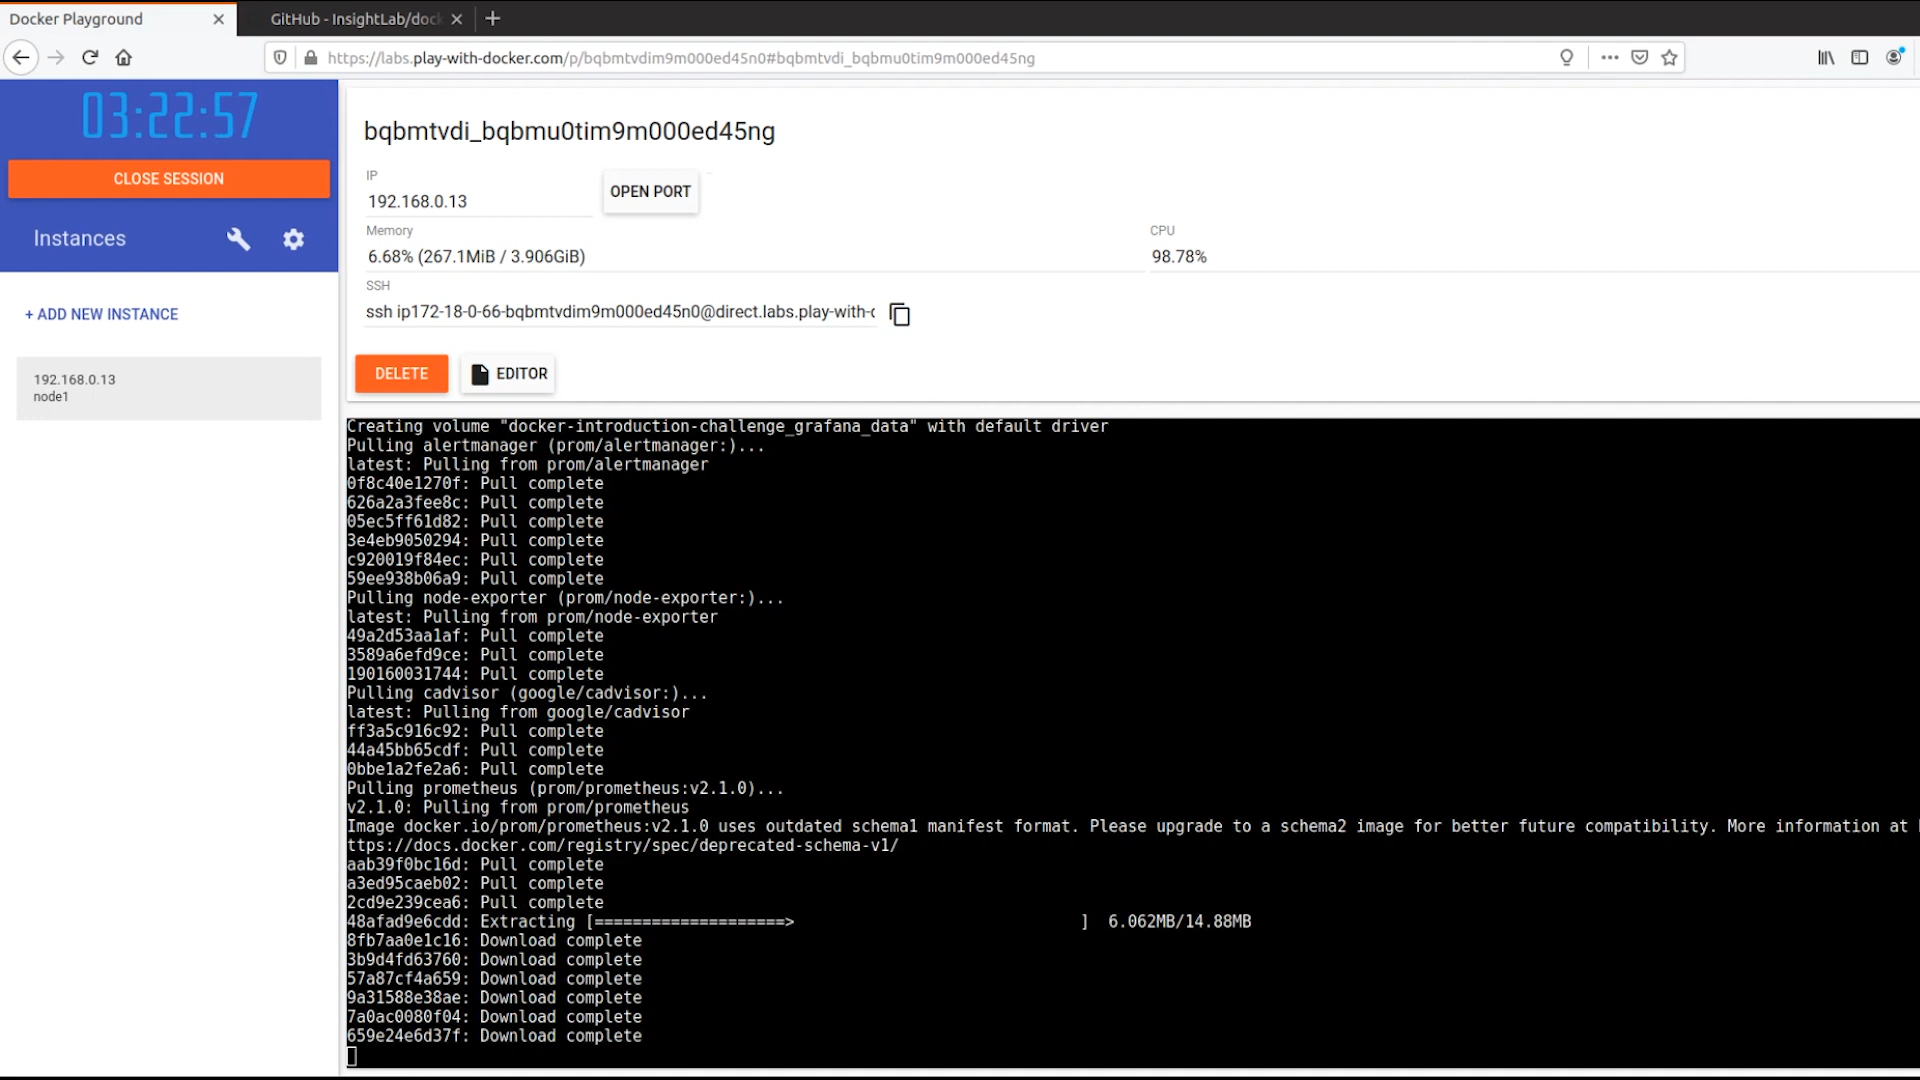 Docker Playground
GitHub - InsightLab/dock
https://labs.play-with-docker.com/p/bqbmtvdim9m000ed45n0#bqbmtvdi_bqbmu0tim9m000ed45ng
03:22:57
CLOSE SESSION
Instances
+ ADD NEW INSTANCE
192.168.0.13
node1
bqbmtvdi_bqbmu0tim9m000ed45ng
IP
192.168.0.13
OPEN PORT
Memory
6.68% (267.1MiB / 3.906GiB)
CPU
98.78%
SSH
ssh ip172-18-0-66-bqbmtvdim9m000ed45n0@direct.labs.play-with-
DELETE
EDITOR
Creating volume "docker-introduction-challenge_grafana_data" with default driver
Pulling alertmanager (prom/alertmanager:)...
latest: Pulling from prom/alertmanager
0f8c40e1270f: Pull complete
626a2a3fee8c: Pull complete
05ec5ff61d82: Pull complete
3e4eb9050294: Pull complete
c920019f84ec: Pull complete
59ee938b06a9: Pull complete
Pulling node-exporter (prom/node-exporter:)...
latest: Pulling from prom/node-exporter
49a2d53aa1af: Pull complete
3589a6efd9ce: Pull complete
190160031744: Pull complete
Pulling cadvisor (google/cadvisor:)...
latest: Pulling from google/cadvisor
ff3a5c916c92: Pull complete
44a45bb65cdf: Pull complete
0bbe1a2fe2a6: Pull complete
Pulling prometheus (prom/prometheus:v2.1.0)...
v2.1.0: Pulling from prom/prometheus
Image docker.io/prom/prometheus:v2.1.0 uses outdated schema1 manifest format. Please upgrade to a schema2 image for better future compatibility. More information at h
ttps://docs.docker.com/registry/spec/deprecated-schema-v1/
aab39f0bc16d: Pull complete
a3ed95caeb02: Pull complete
2cd9e239cea6: Pull complete
48afad9e6cdd: Extracting [====================>                              ]  6.062MB/14.88MB
8fb7aa0e1c16: Download complete
3b9d4fd63760: Download complete
57a87cf4a659: Download complete
9a31588e38ae: Download complete
7a0ac0080f04: Download complete
659e24e6d37f: Download complete